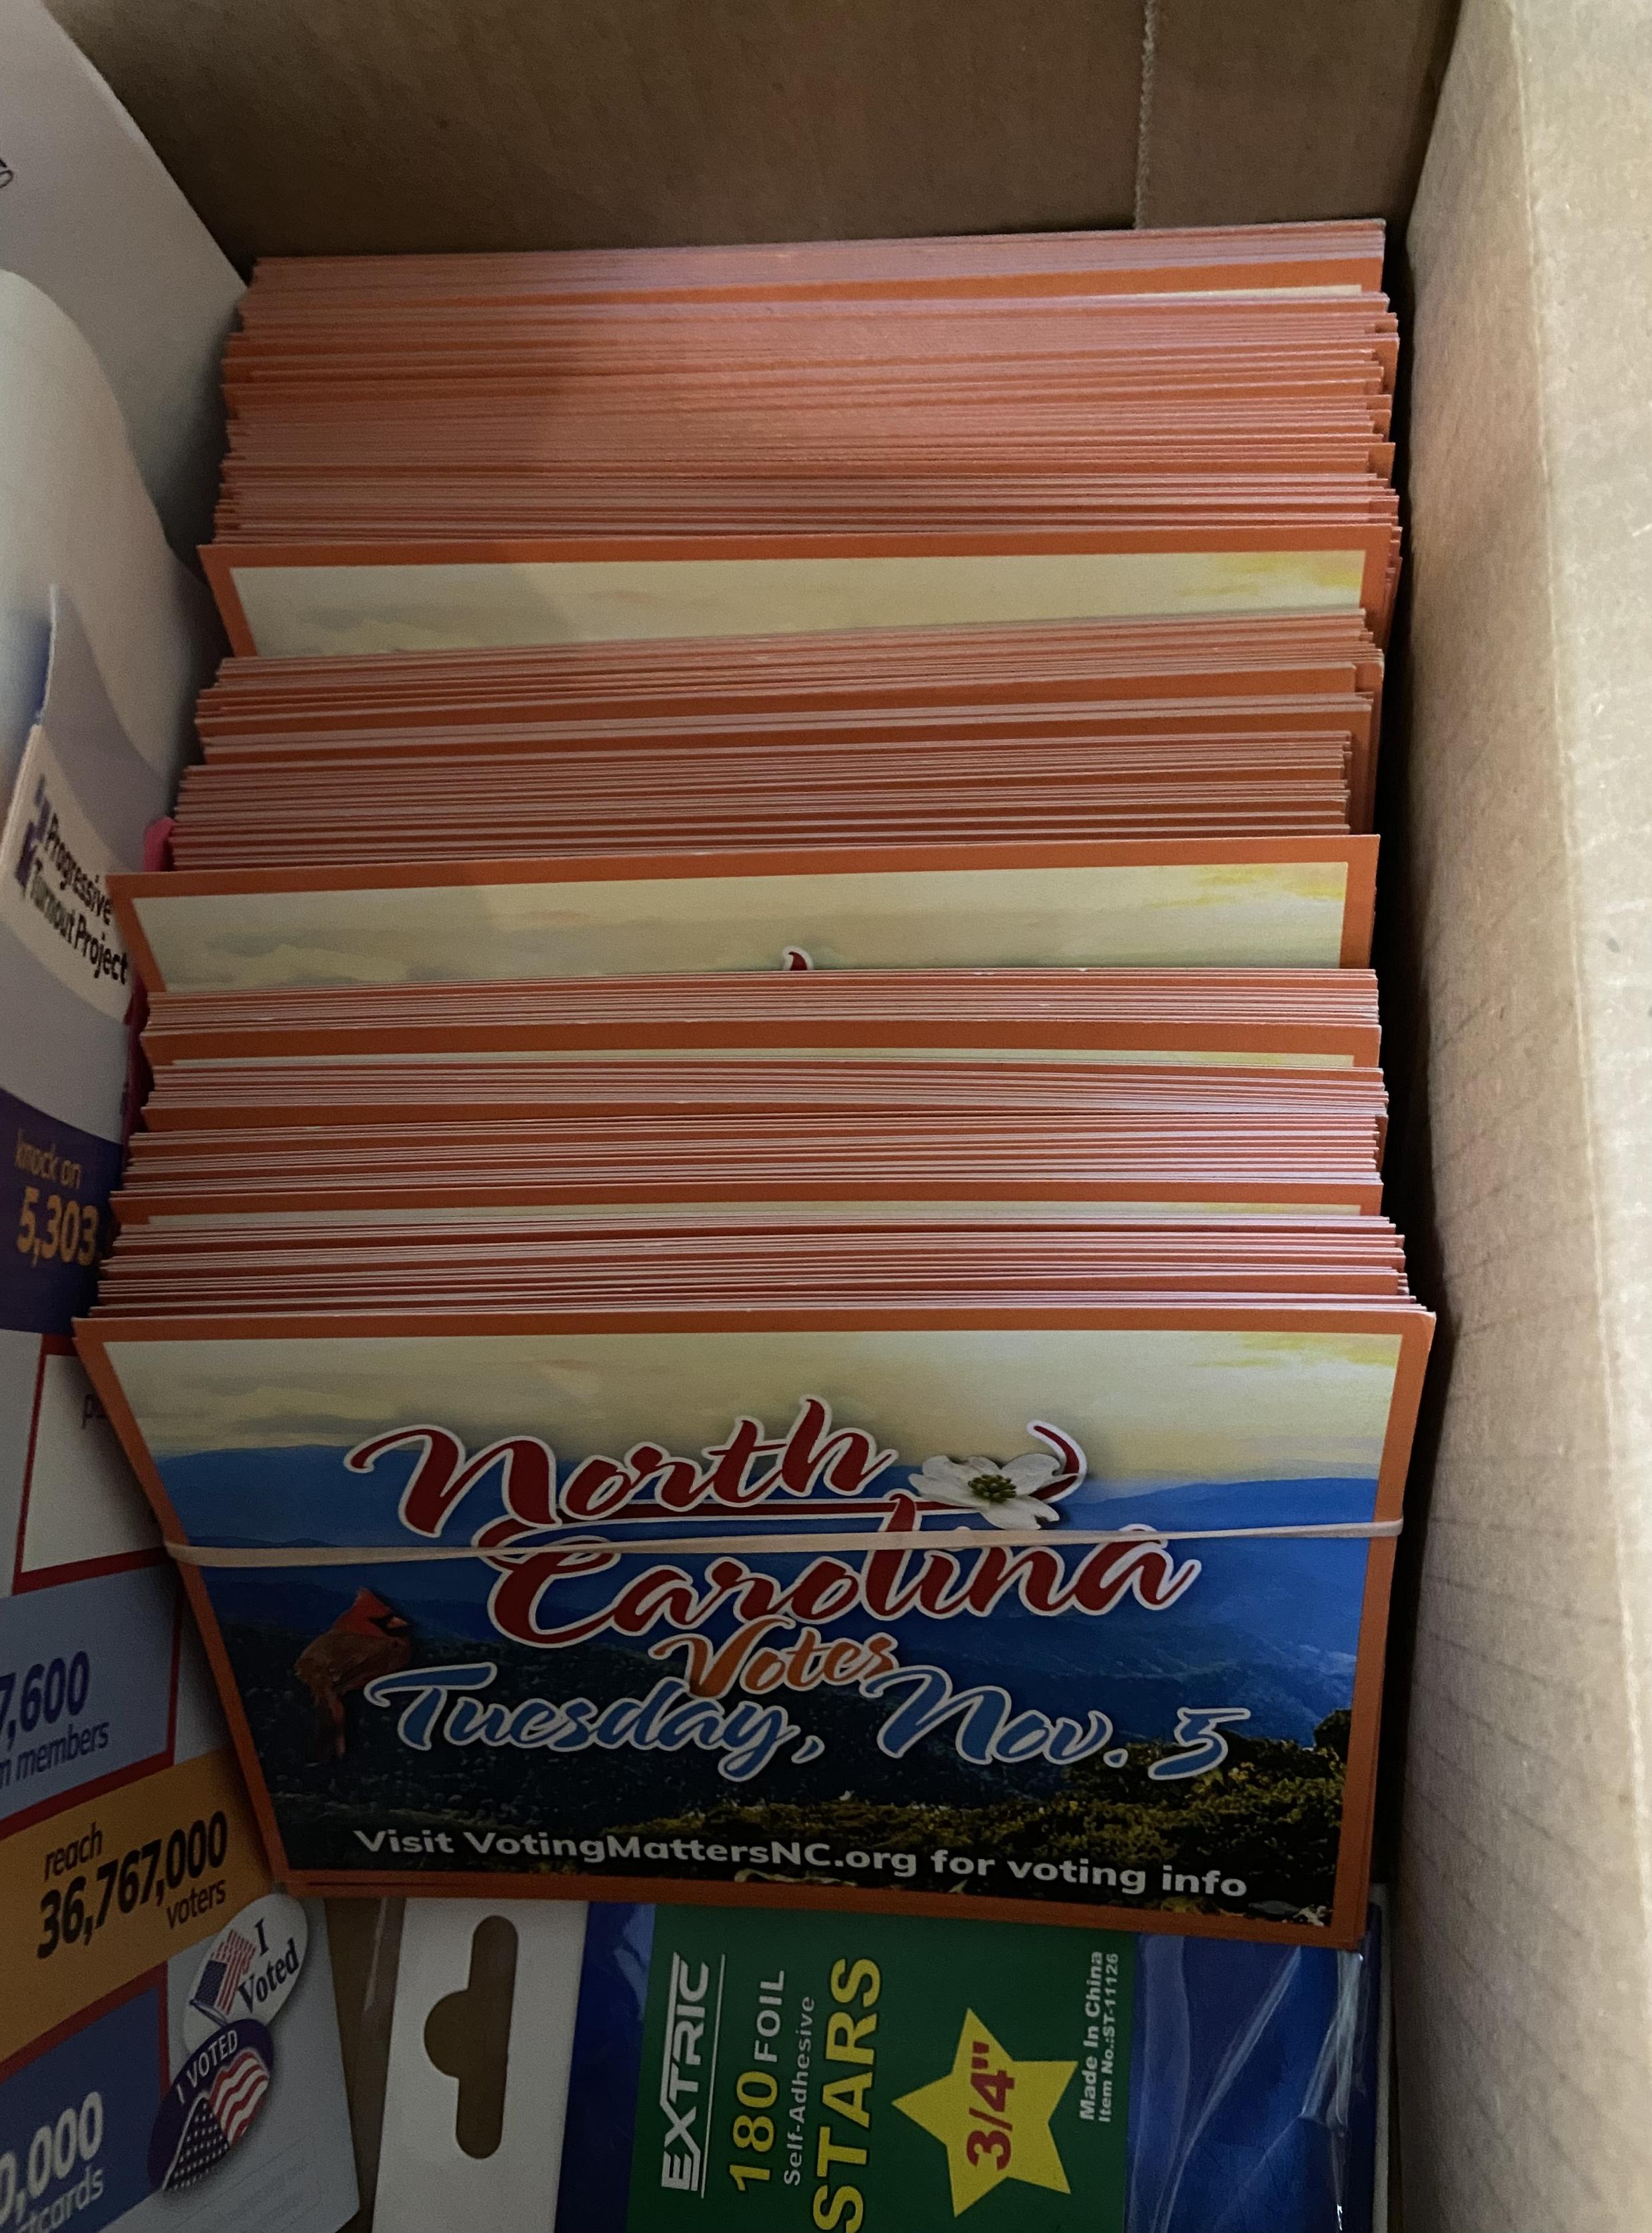 Progressive
Turnout Project
knock on
5,303
7,600
members
reach
36,767,000
voters
I
Voted
I VOTED
0,000
North
Carolina
Votes
Tuesday, Nov. 5
Visit VotingMattersNC.org for voting info
EXTRIC
180 FOIL
Self-Adhesive
STARS
3/4"
Made In China
Item No.:ST-11126